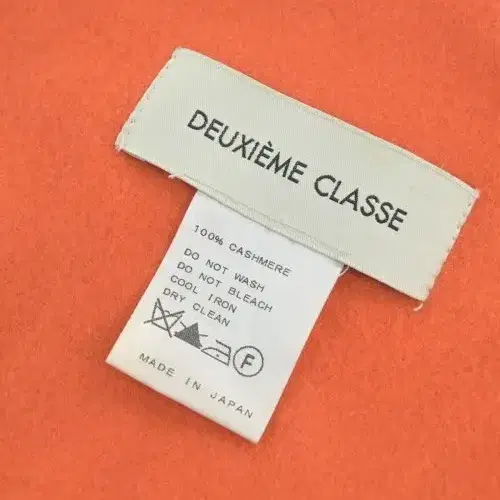 DEUXIÈME CLASSE
100% CASHMERE
DO NOT WASH
DO NOT BLEACH
COOL IRON
DRY CLEAN
F
MADE IN JAPAN